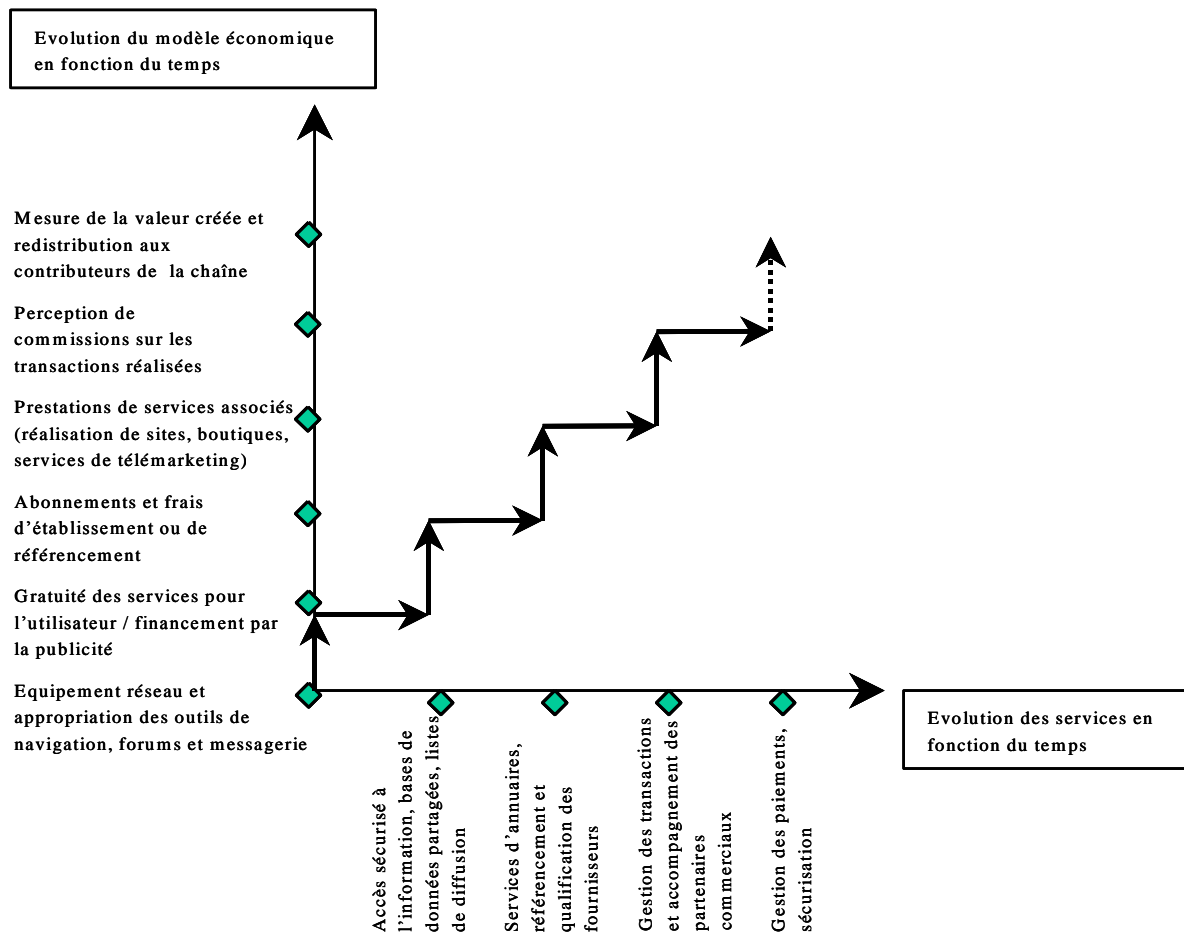 Evolution du modèle économique
en fonction du temps
Mesure de la valeur créée et
redistribution aux
contributeurs de la chaîne
Perception de
commissions sur les
transactions réalisées
Prestations de services associés
(réalisation de sites, boutiques,
services de télémarketing)
Abonnements et frais
d’établissement ou de
référencement
Gratuité des services pour
l’utilisateur / financement par
la publicité
Equipement réseau et
appropriation des outils de
navigation, forums et messagerie
Evolution des services en
fonction du temps
Accès sécurisé à
l’information, bases de
données partagées, listes
de diffusion
Services d’annuaires,
référencement et
qualification des
fournisseurs
Gestion des transactions
et accompagnement des
partenaires
commerciaux
Gestion des paiements,
sécurisation